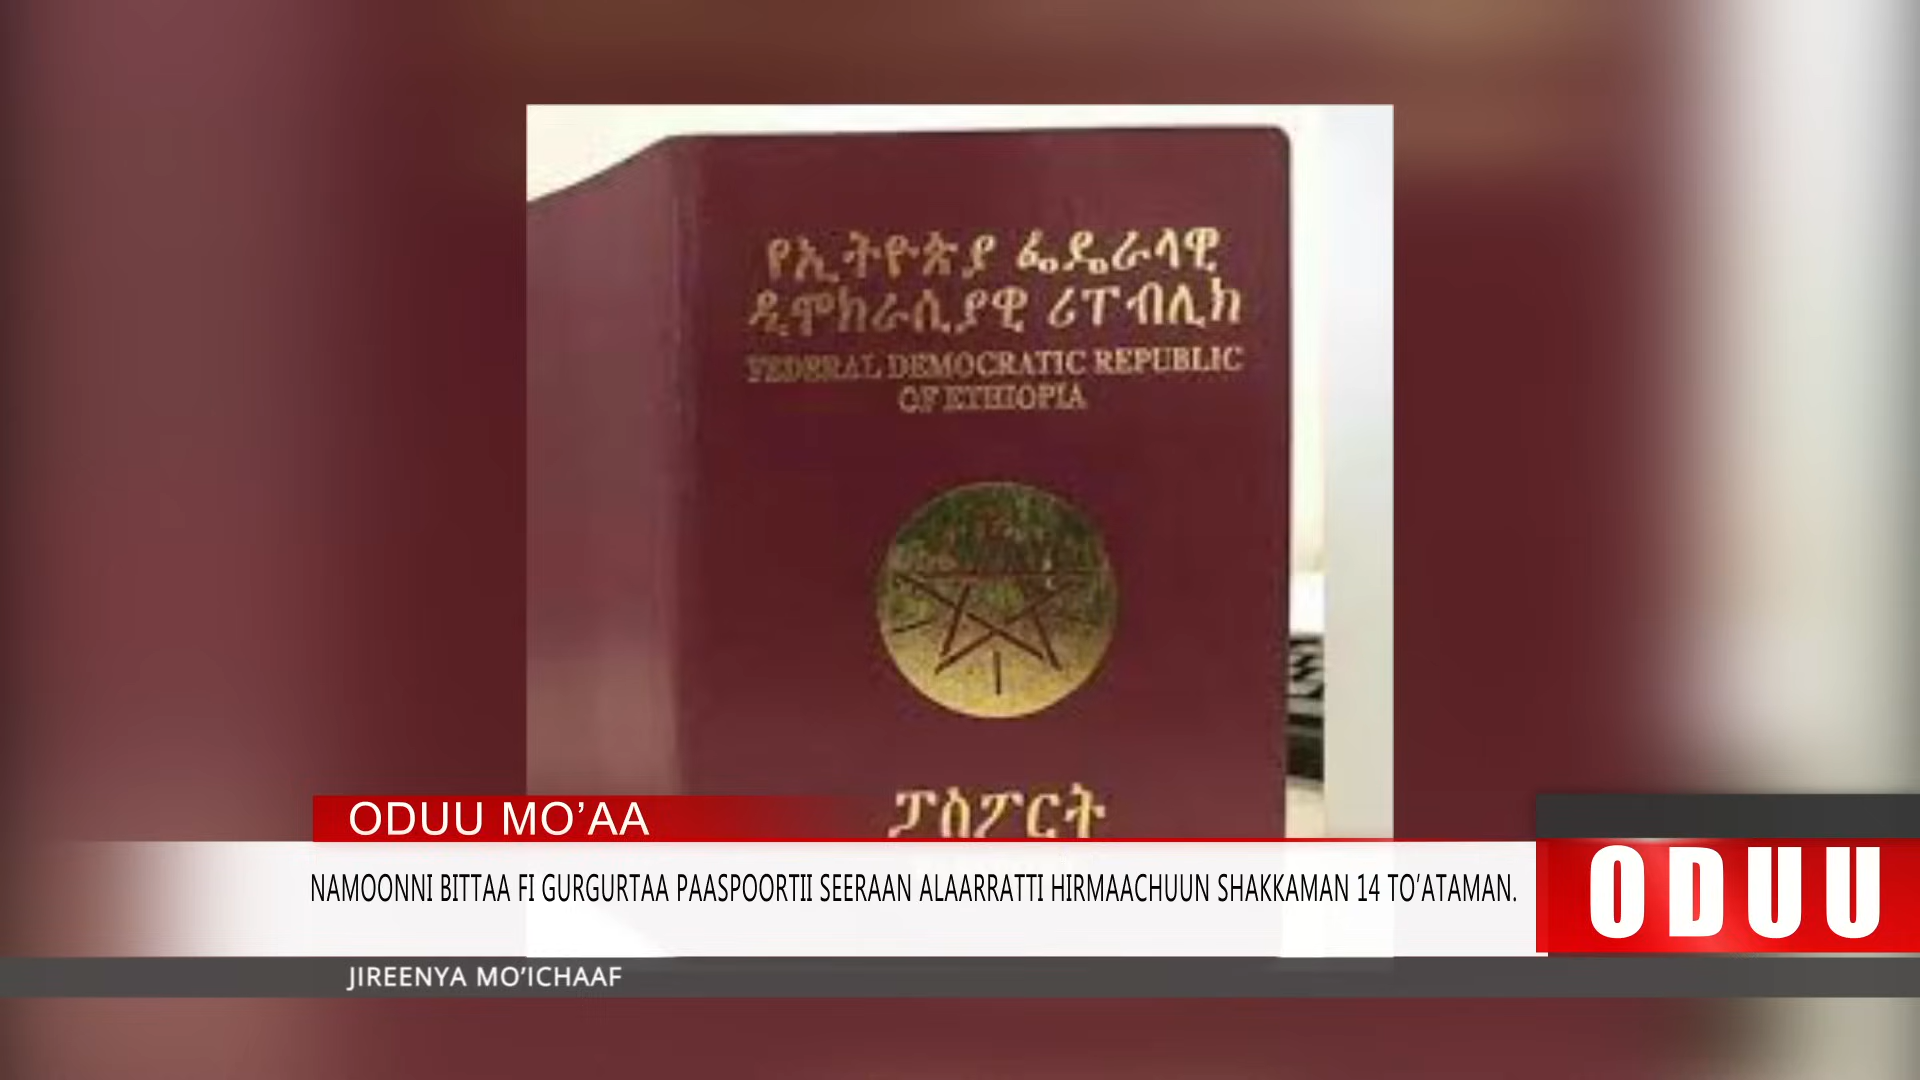 የኢትዮጵያ ፌዴራላዊ
ዲሞክራሲያዊ ሪፐብሊክ
FEDERAL DEMOCRATIC REPUBLIC
OF ETHIOPIA
ፓስፖርት
ODUU MO’AA
NAMOONNI BITTAA FI GURGURTAA PAASPOORTII SEERAAN ALAARRATTI HIRMAACHUUN SHAKKAMAN 14 TO’ATAMAN.
ODUU
JIREENYA MO’ICHAAF